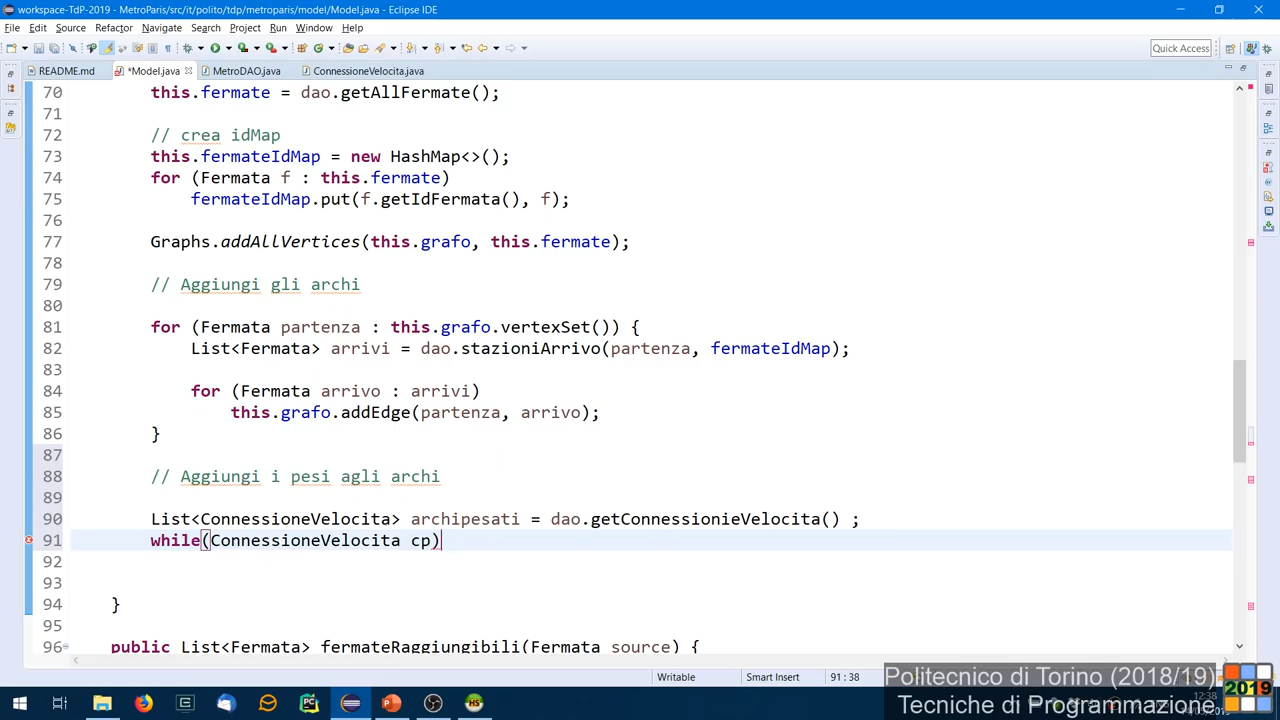 workspace-TdP-2019 - MetroParis/src/it/polito/tdp/metroparis/model/Model.java - Eclipse IDE
File Edit Source Refactor Navigate Search Project Run Window Help
Quick Access
README.md *Model.java MetroDAO.java ConnessioneVelocita.java
70 this.fermate = dao.getAllFermate();
71
72 // crea idMap
73 this.fermateIdMap = new HashMap<>();
74 for (Fermata f : this.fermate)
75 fermateIdMap.put(f.getIdFermata(), f);
76
77 Graphs.addAllVertices(this.grafo, this.fermate);
78
79 // Aggiungi gli archi
80
81 for (Fermata partenza : this.grafo.vertexSet()) {
82 List<Fermata> arrivi = dao.stazioniArrivo(partenza, fermateIdMap);
83
84 for (Fermata arrivo : arrivi)
85 this.grafo.addEdge(partenza, arrivo);
86 }
87
88 // Aggiungi i pesi agli archi
89
90 List<ConnessioneVelocita> archipesati = dao.getConnessionieVelocita() ;
91 while(ConnessioneVelocita cp)
92
93
94 }
95
96 public List<Fermata> fermateRaggiungibili(Fermata source) {
Writable Smart Insert 91 : 38
Politecnico di Torino (2018/19)
Tecniche di Programmazione
2019
12:38